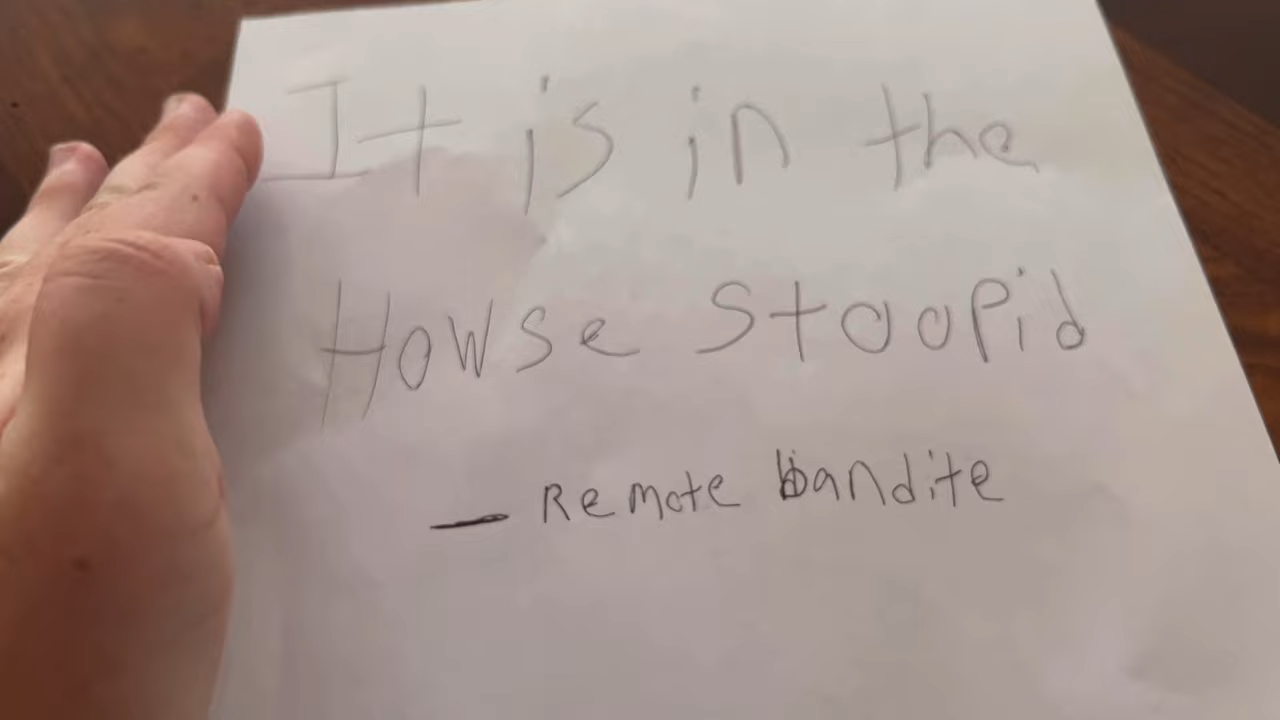 It is in the
Howse stoopid
— Remote bandite